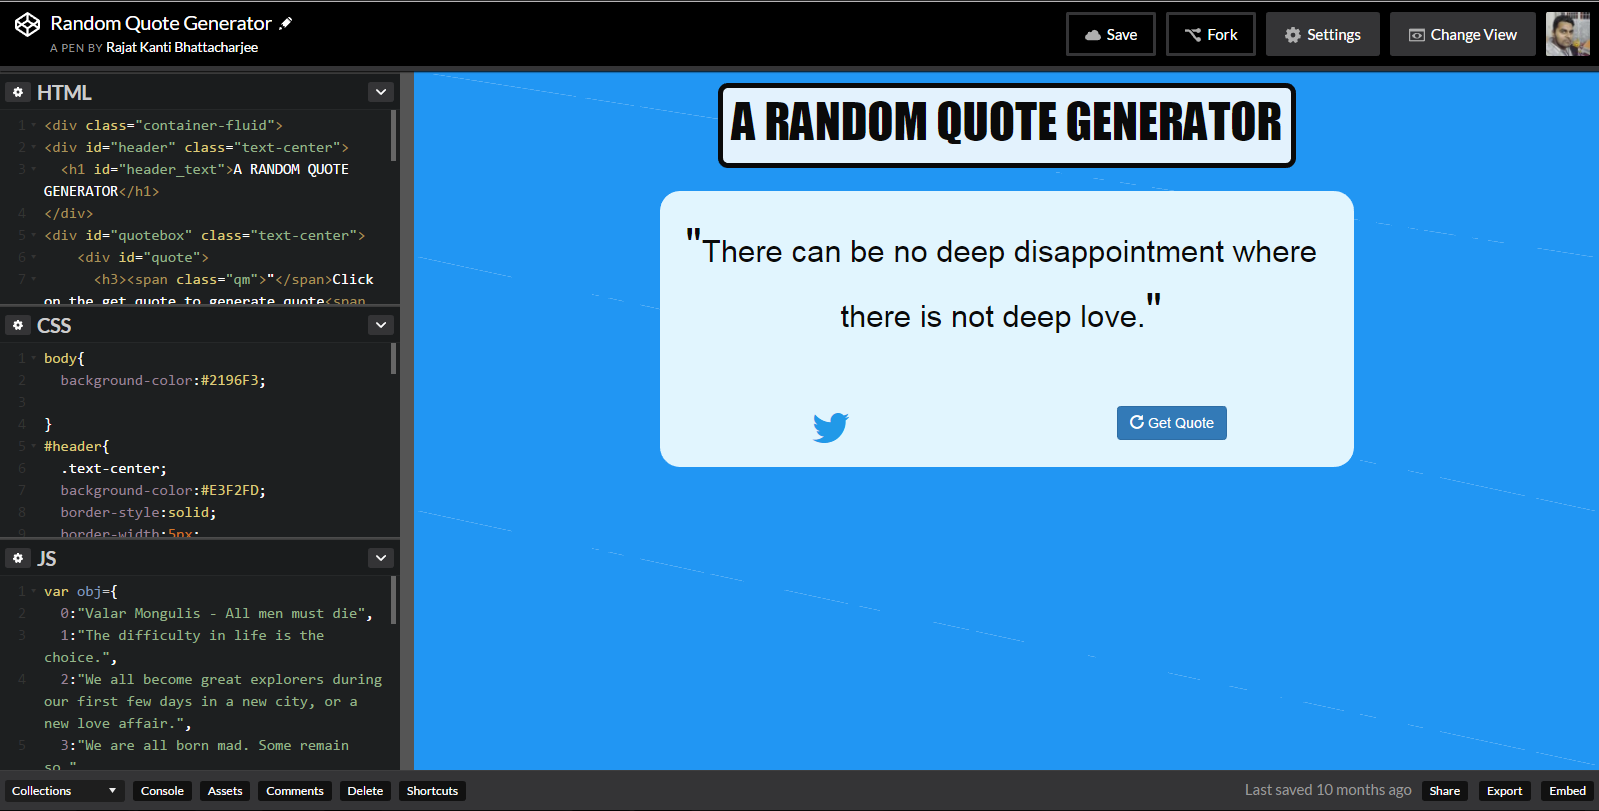 Random Quote Generator
A PEN BY Rajat Kanti Bhattacharjee
Save
Fork
Settings
Change View
HTML
1 <div class="container-fluid">
2 <div id="header" class="text-center">
3 <h1 id="header_text">A RANDOM QUOTE
GENERATOR</h1>
4 </div>
5 <div id="quotebox" class="text-center">
6 <div id="quote">
7 <h3><span class="qm">"</span>Click
on the get quote to generate quote<span
CSS
1 body{
2 background-color:#2196F3;
3
4 }
5 #header{
6 .text-center;
7 background-color:#E3F2FD;
8 border-style:solid;
9 border-width:5px;
JS
1 var obj={
2 0:"Valar Mongulis - All men must die",
3 1:"The difficulty in life is the
choice.",
4 2:"We all become great explorers during
our first few days in a new city, or a
new love affair.",
5 3:"We are all born mad. Some remain
so."
A RANDOM QUOTE GENERATOR
"There can be no deep disappointment where
there is not deep love."
Get Quote
Collections
Console
Assets
Comments
Delete
Shortcuts
Last saved 10 months ago
Share
Export
Embed